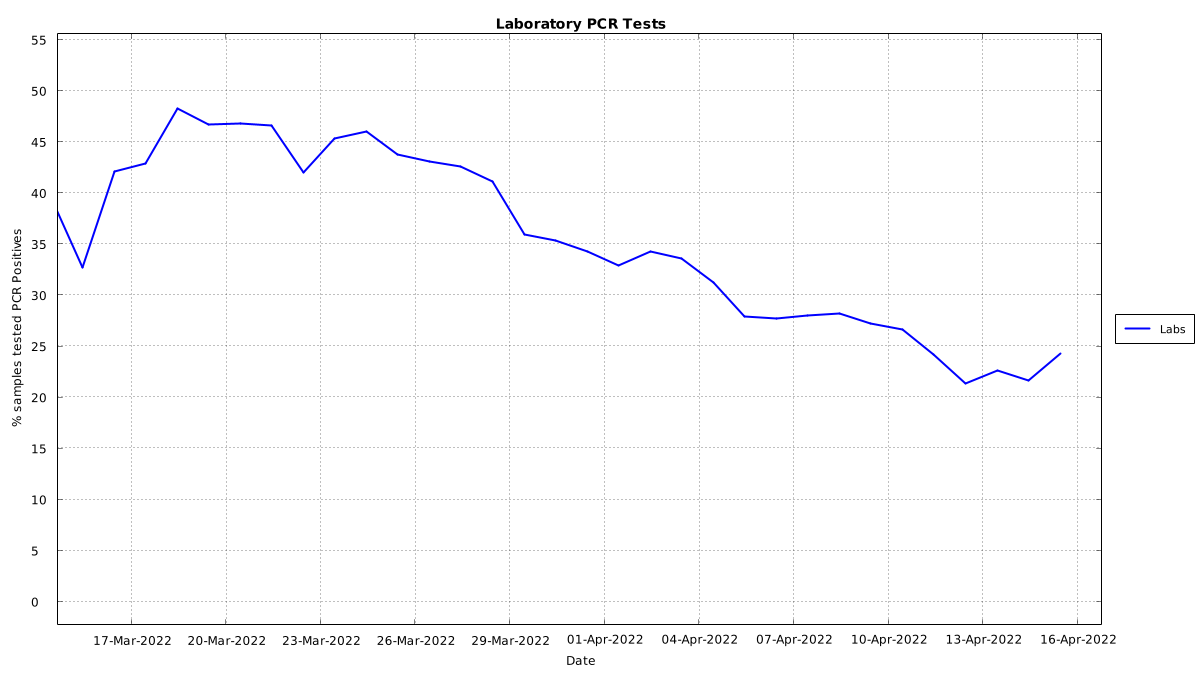 Laboratory PCR Tests
% samples tested PCR Positives
55
50
45
40
35
30
25
20
15
10
5
0
17-Mar-2022 20-Mar-2022 23-Mar-2022 26-Mar-2022 29-Mar-2022 01-Apr-2022 04-Apr-2022 07-Apr-2022 10-Apr-2022 13-Apr-2022 16-Apr-2022
Date
Labs